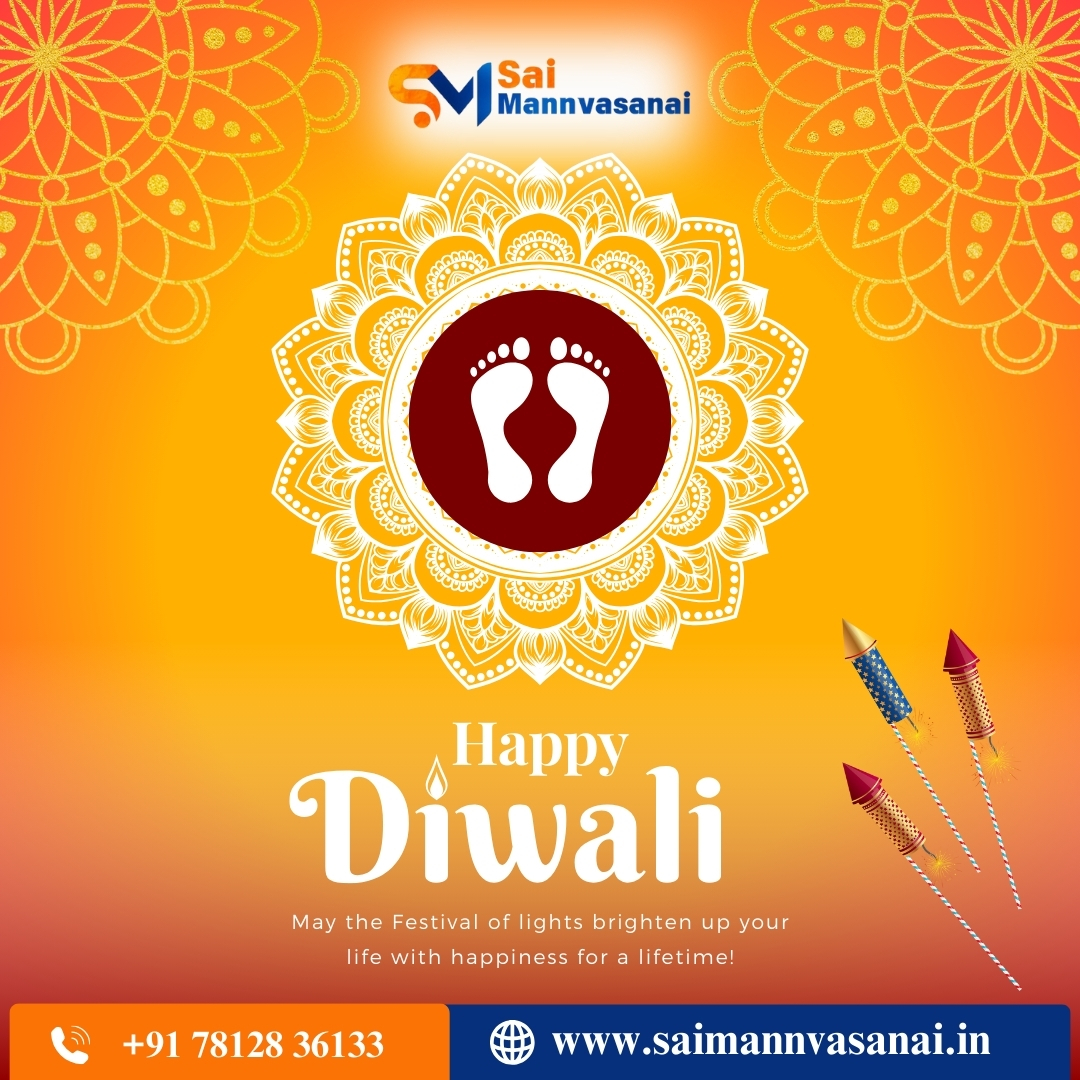 SM
Sai
Mannvasanai
Happy
Diwali
May the Festival of lights brighten up your
life with happiness for a lifetime!
+91 78128 36133
www.saimannvasanai.in